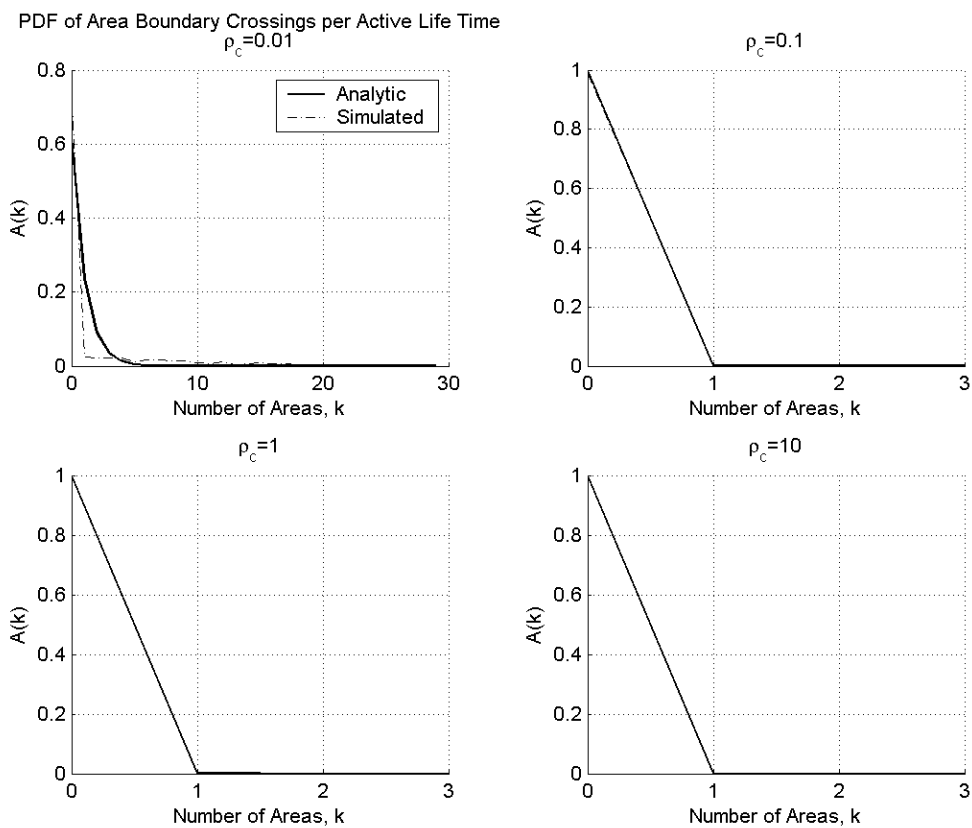 PDF of Area Boundary Crossings per Active Life Time
ρC=0.01
0.8
0.6
0.4
0.2
0
A(k)
Analytic
Simulated
0 10 20 30
Number of Areas, k
ρC=0.1
1
0.8
0.6
0.4
0.2
0
A(k)
0 1 2 3
Number of Areas, k
ρC=1
1
0.8
0.6
0.4
0.2
0
A(k)
0 1 2 3
Number of Areas, k
ρC=10
1
0.8
0.6
0.4
0.2
0
A(k)
0 1 2 3
Number of Areas, k